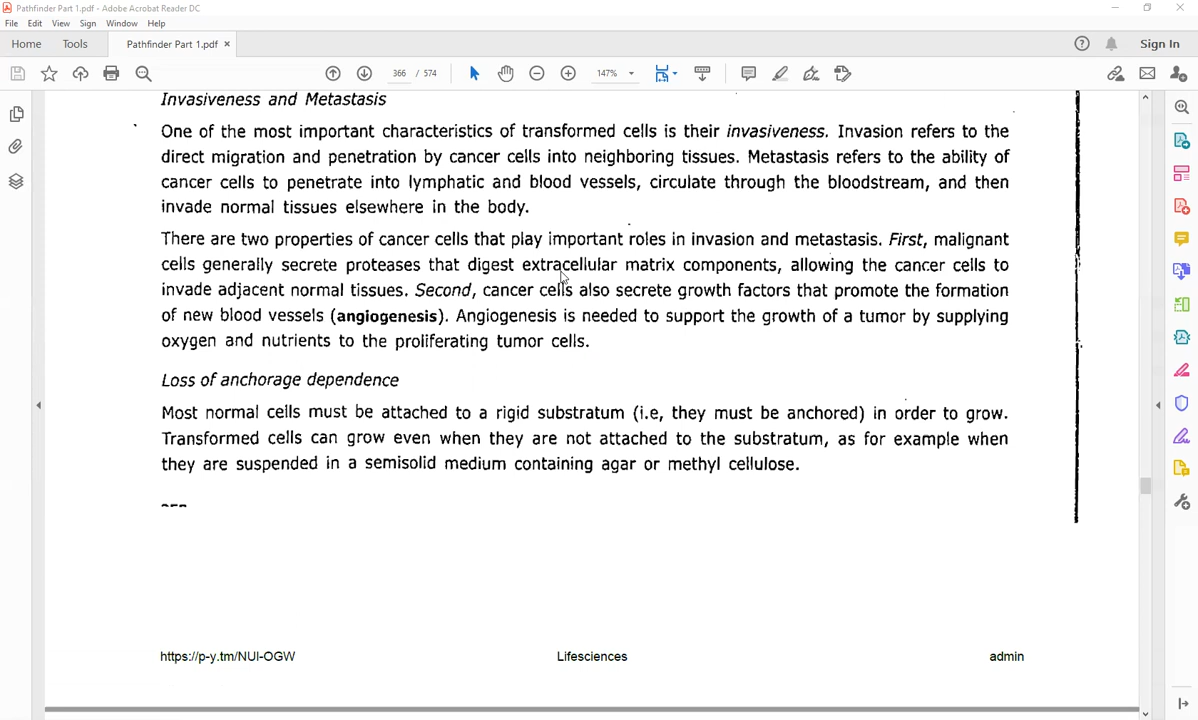 Pathfinder Part 1.pdf - Adobe Acrobat Reader DC
File Edit View Sign Window Help
Home Tools Pathfinder Part 1.pdf × Sign In
366 / 574 147%
Invasiveness and Metastasis
One of the most important characteristics of transformed cells is their invasiveness. Invasion refers to the
direct migration and penetration by cancer cells into neighboring tissues. Metastasis refers to the ability of
cancer cells to penetrate into lymphatic and blood vessels, circulate through the bloodstream, and then
invade normal tissues elsewhere in the body.
There are two properties of cancer cells that play important roles in invasion and metastasis. First, malignant
cells generally secrete proteases that digest extracellular matrix components, allowing the cancer cells to
invade adjacent normal tissues. Second, cancer cells also secrete growth factors that promote the formation
of new blood vessels (angiogenesis). Angiogenesis is needed to support the growth of a tumor by supplying
oxygen and nutrients to the proliferating tumor cells.
Loss of anchorage dependence
Most normal cells must be attached to a rigid substratum (i.e, they must be anchored) in order to grow.
Transformed cells can grow even when they are not attached to the substratum, as for example when
they are suspended in a semisolid medium containing agar or methyl cellulose.
https://p-y.tm/NUI-OGW Lifesciences admin